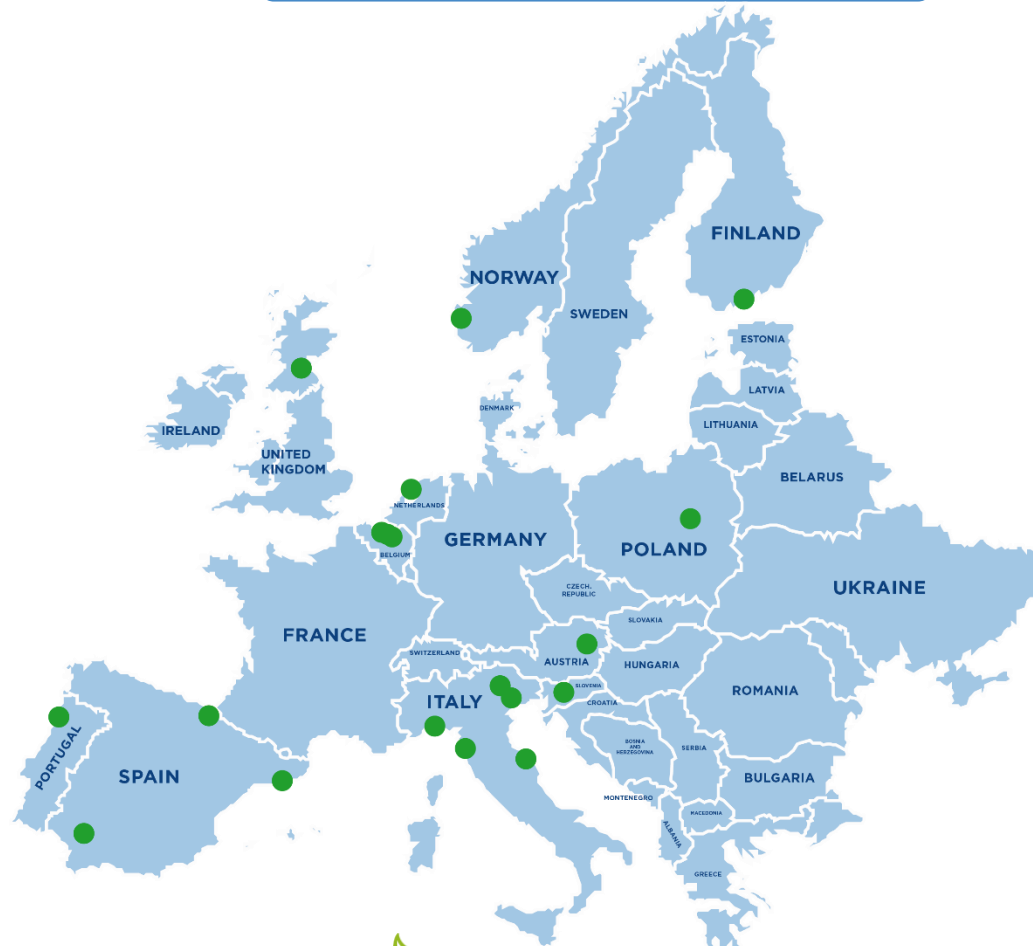 FINLAND
NORWAY
SWEDEN
ESTONIA
LATVIA
DENMARK
LITHUANIA
IRELAND
UNITED
KINGDOM
BELARUS
NETHERLANDS
GERMANY
POLAND
BELGIUM
CZECH.
REPUBLIC
UKRAINE
SLOVAKIA
FRANCE
SWITZERLAND
AUSTRIA
HUNGARIA
SLOVENIA
ROMANIA
ITALY
CROATIA
BOSNIA
AND
HERZEGOVINA
SERBIA
PORTUGAL
SPAIN
BULGARIA
MONTENEGRO
MACEDONIA
ALBANIA
GREECE